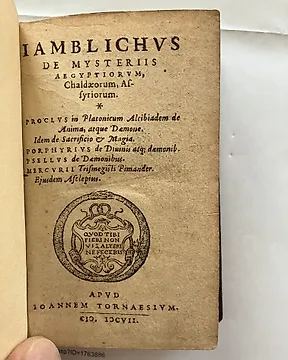 IAMBLICHVS
DE MYSTERIIS
AEGYPTIORVM,
Chaldæorum, As-
syriorum.
*
PROCLVS in Platonicum Alcibiadem de
Anima, atque Dæmone.
Idem de Sacrificio & Magia.
PORPHYRIVS de Diuinis atq; dæmonib.
PSELLVS de Dæmonibus.
MERCVRII Trismegisti Pimander.
Eiusdem Asclepius.
QVOD TIBI
FIERI NON
VIS, ALTERI
NE FECERIS
APVD
IOANNEM TORNAESIVM.
CIƆ. IƆCVII.